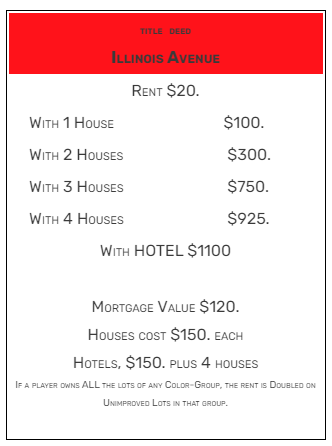 TITLE DEED
Illinois Avenue
Rent $20.
With 1 House $100.
With 2 Houses $300.
With 3 Houses $750.
With 4 Houses $925.
With HOTEL $1100
Mortgage Value $120.
Houses cost $150. each
Hotels, $150. plus 4 houses
If a player owns ALL the lots of any Color-Group, the rent is Doubled on
Unimproved Lots in that group.